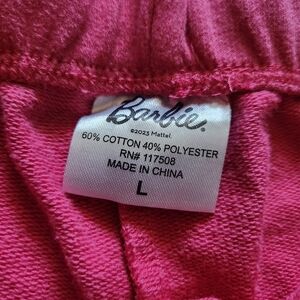 Barbie.
©2023 Mattel.
60% COTTON 40% POLYESTER
RN# 117508
MADE IN CHINA
L